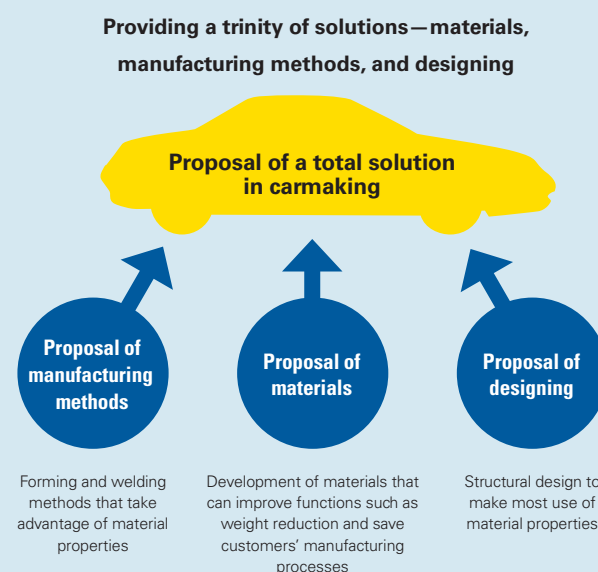 Providing a trinity of solutions—materials,
manufacturing methods, and designing
Proposal of a total solution
in carmaking
Proposal of
manufacturing
methods
Proposal of
materials
Proposal of
designing
Forming and welding
methods that take
advantage of material
properties
Development of materials that
can improve functions such as
weight reduction and save
customers’ manufacturing
processes
Structural design to
make most use of
material properties